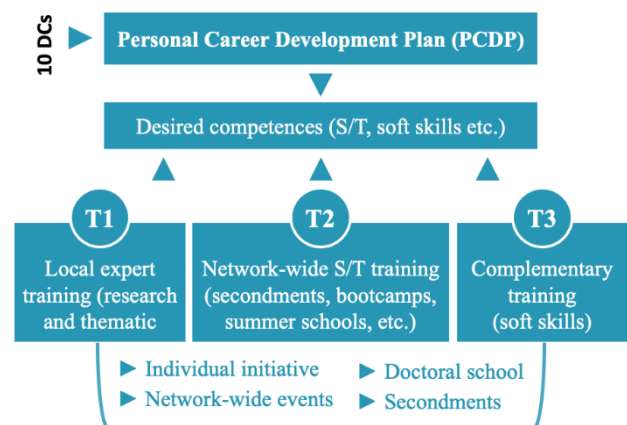 10 DCs
Personal Career Development Plan (PCDP)
Desired competences (S/T, soft skills etc.)
T1
T2
T3
Local expert
training (research
and thematic
Network-wide S/T training
(secondments, bootcamps,
summer schools, etc.)
Complementary
training
(soft skills)
Individual initiative
Network-wide events
Doctoral school
Secondments